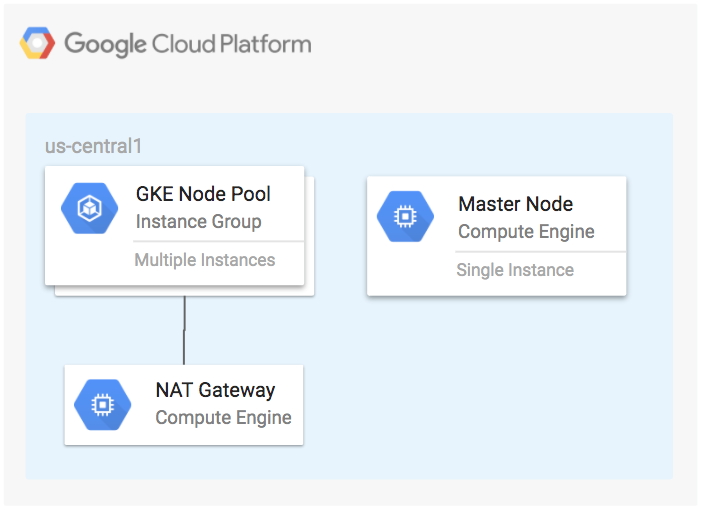 Google Cloud Platform
us-central1
GKE Node Pool
Instance Group
Multiple Instances
Master Node
Compute Engine
Single Instance
NAT Gateway
Compute Engine